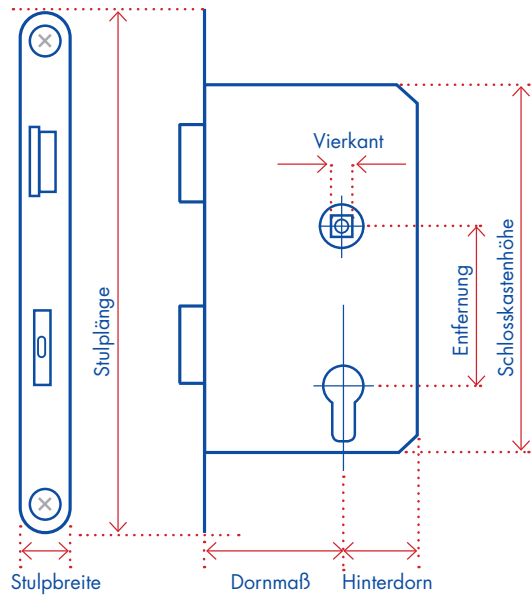 Vierkant
Stulplänge
Entfernung
Schlosskastenhöhe
Stulpbreite
Dornmaß
Hinterdorn